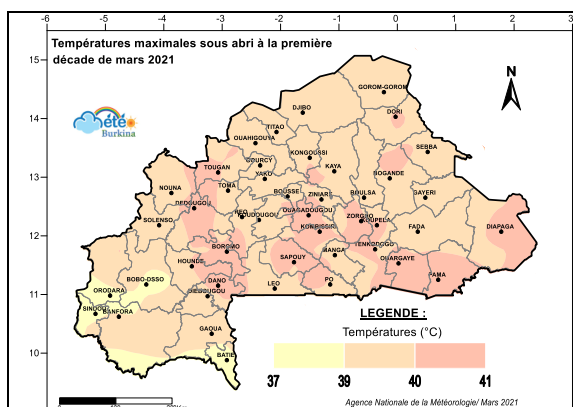 -6 -5 -4 -3 -2 -1 0 1 2 3
Températures maximales sous abri à la première
décade de mars 2021
15
14
13
12
11
10
N
été
Burkina
GOROM-GOROM
DJIBO
DORI
TITAO
OUAHIGOUYA
KONGOUSSI
SEBBA
GOURCY
TOUGAN
KAYA
YAKO
BOGANDE
NOUNA
TOMA
BOUSSE
ZINIARE
BOULSA
GAYERI
DEDOUGOU
OUAGADOUGOU
KOUDOUGOU
ZORGHO
KOUPELA
SOLENSO
KOMBISSIRI
FADA
DIAPAGA
BOROMO
TENKODOGO
MANGA
HOUNDE
SAPOUY
OUARGAYE
BOBO-DSSO
DANO
LEO
PO
PAMA
ORODARA
DIEBOUGOU
SINDOU
BANFORA
GAOUA
BATIE
LEGENDE :
Températures (°C)
37 39 40 41
Agence Nationale de la Météorologie/ Mars 2021